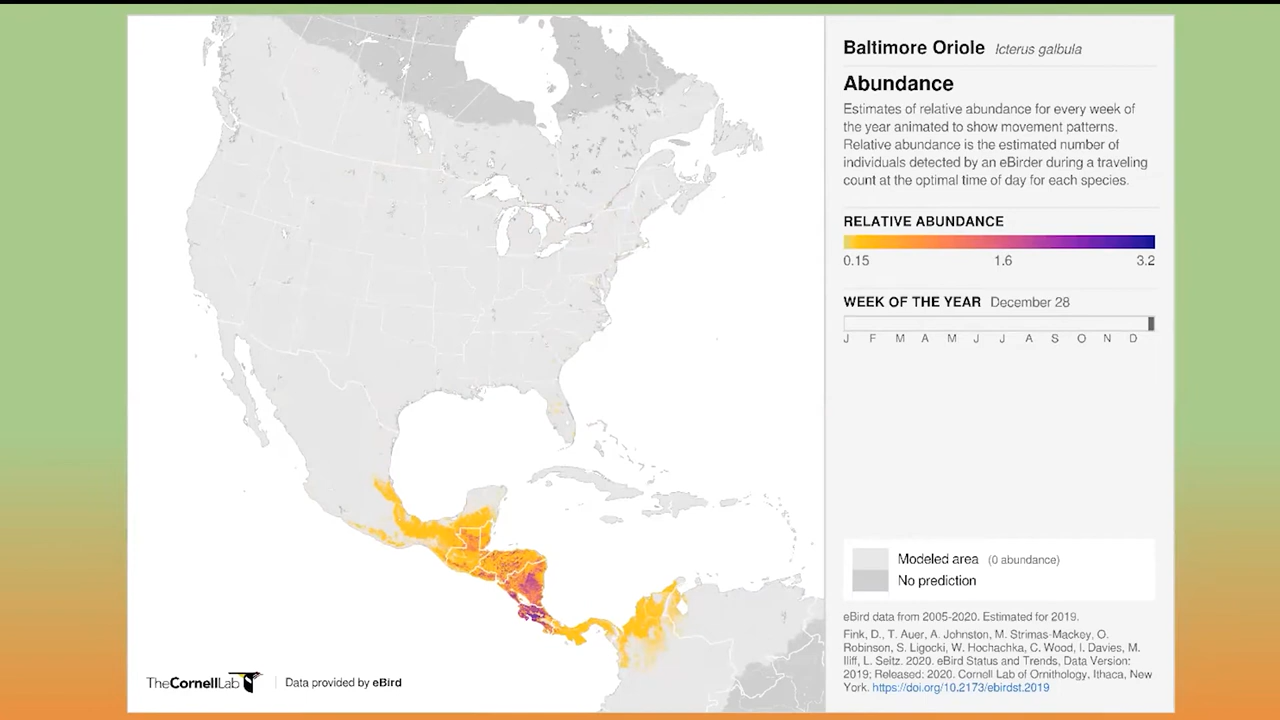 Baltimore Oriole Icterus galbula
Abundance
Estimates of relative abundance for every week of
the year animated to show movement patterns.
Relative abundance is the estimated number of
individuals detected by an eBirder during a traveling
count at the optimal time of day for each species.
RELATIVE ABUNDANCE
0.15 1.6 3.2
WEEK OF THE YEAR December 28
J F M A M J J A S O N D
Modeled area (0 abundance)
No prediction
eBird data from 2005-2020. Estimated for 2019.
Fink, D., T. Auer, A. Johnston, M. Strimas-Mackey, O.
Robinson, S. Ligocki, W. Hochachka, C. Wood, I. Davies, M.
Iliff, L. Seitz. 2020. eBird Status and Trends, Data Version:
2019; Released: 2020. Cornell Lab of Ornithology, Ithaca, New
York. https://doi.org/10.2173/ebirdst.2019
TheCornellLab Data provided by eBird